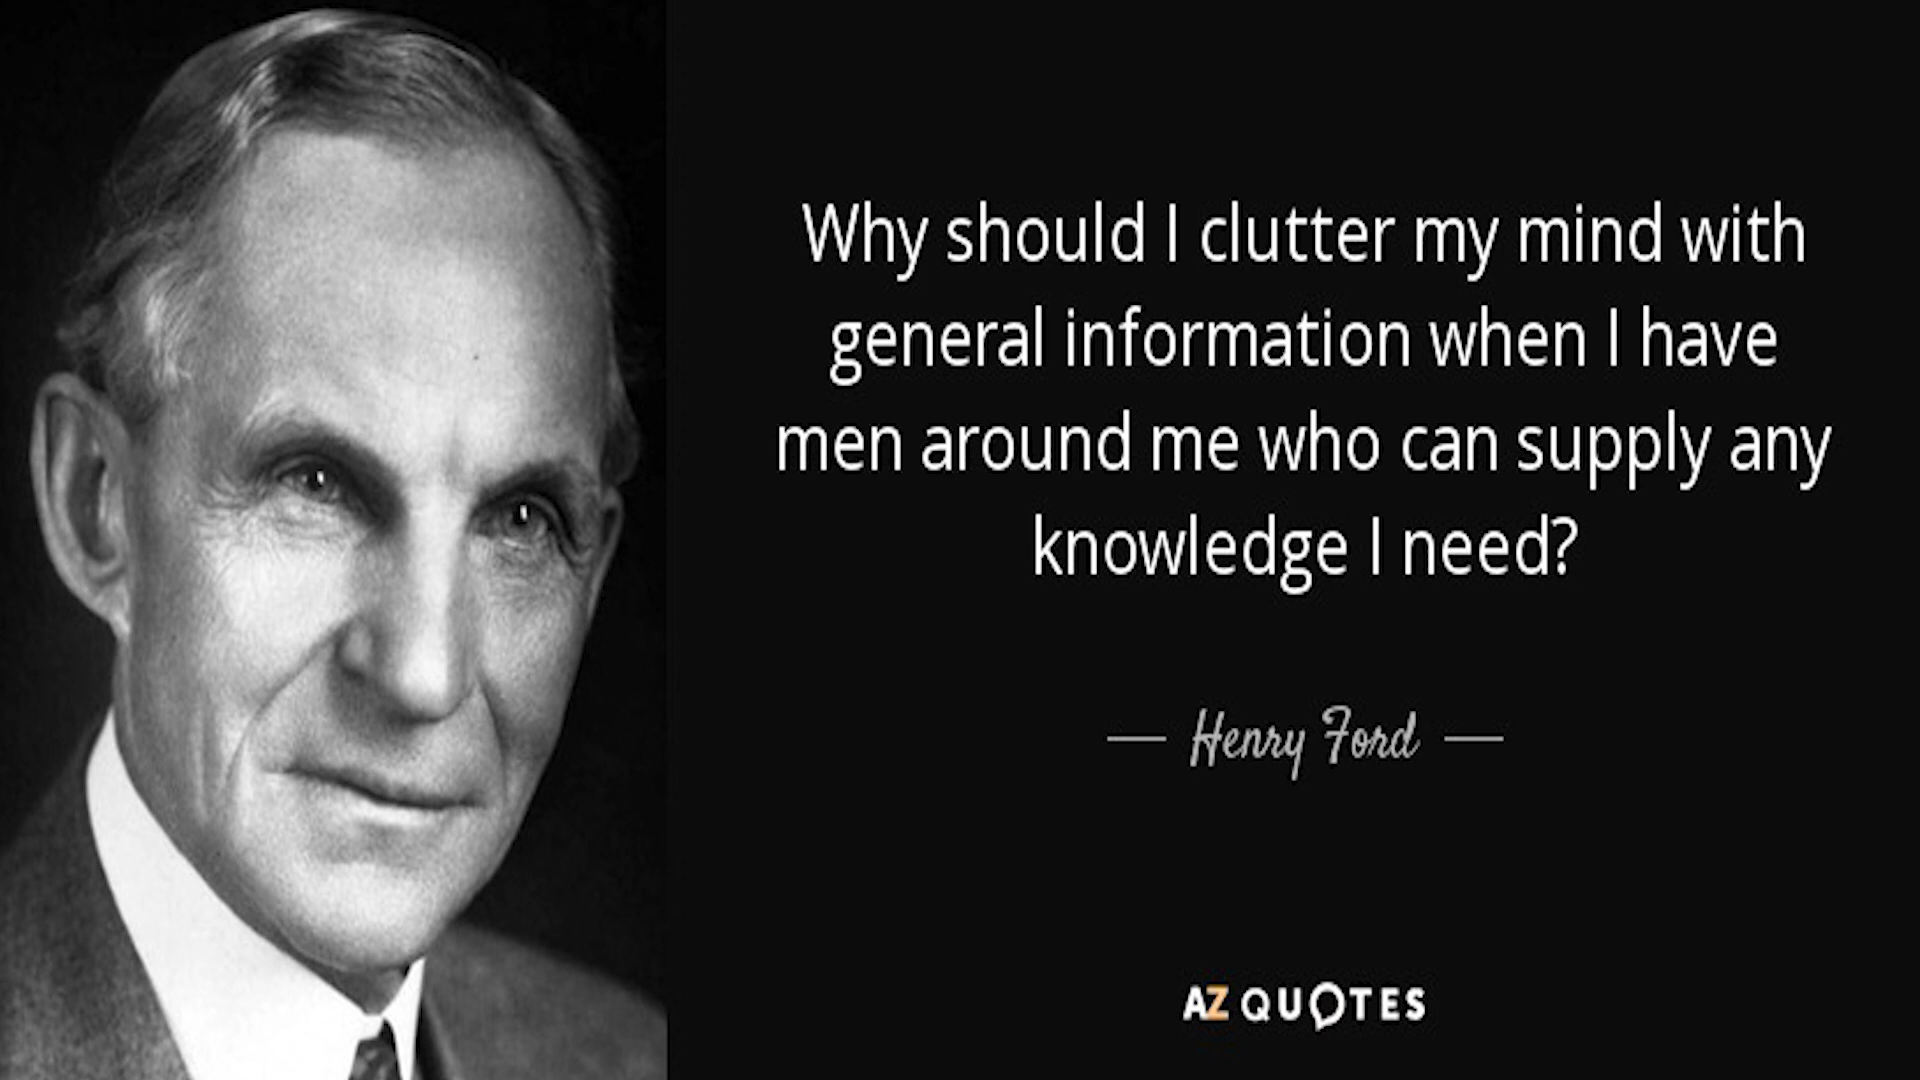 Why should I clutter my mind with
general information when I have
men around me who can supply any
knowledge I need?
— Henry Ford —
AZ QUOTES